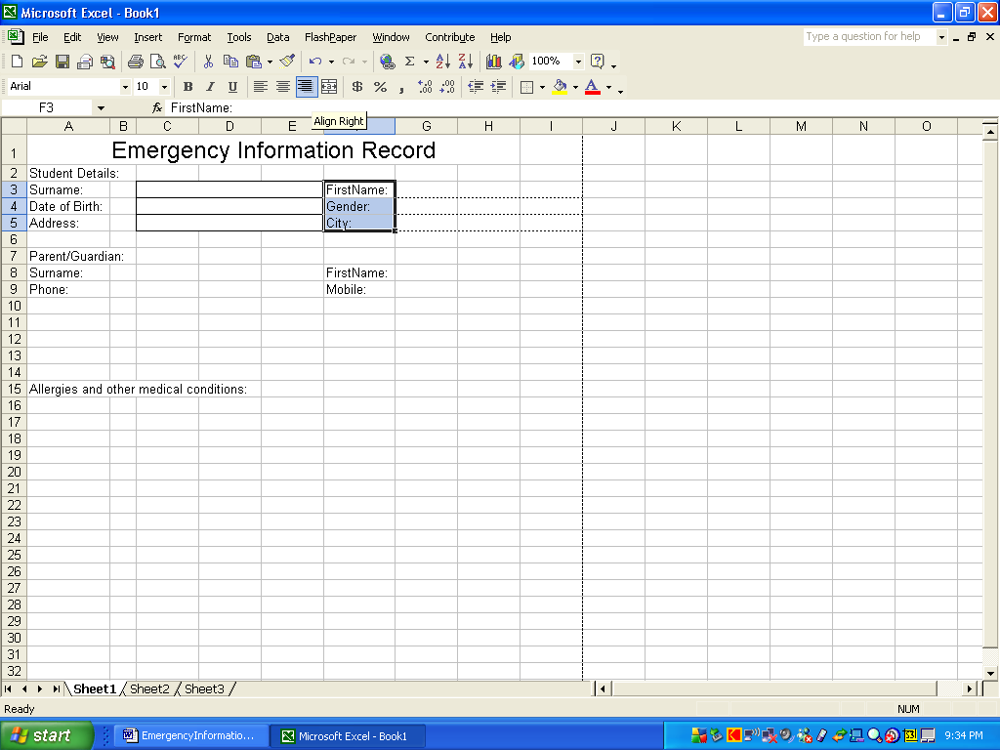 Microsoft Excel - Book1
File Edit View Insert Format Tools Data FlashPaper Window Contribute Help
Type a question for help
100%
Arial 10 B I U $ % ,
F3 fx FirstName:
Align Right
A B C D E G H I J K L M N O
1 Emergency Information Record
2 Student Details:
3 Surname: FirstName:
4 Date of Birth: Gender:
5 Address: City:
6
7 Parent/Guardian:
8 Surname: FirstName:
9 Phone: Mobile:
10
11
12
13
14
15 Allergies and other medical conditions:
16
17
18
19
20
21
22
23
24
25
26
27
28
29
30
31
32
Sheet1 Sheet2 Sheet3
Ready NUM
start EmergencyInformatio... Microsoft Excel - Book1 9:34 PM